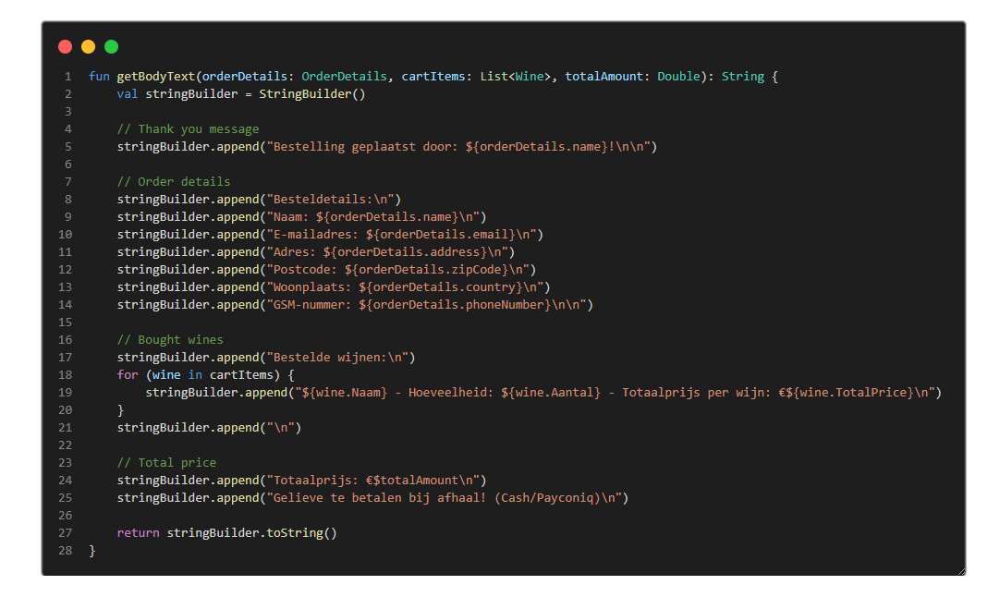 1 fun getBodyText(orderDetails: OrderDetails, cartItems: List<Wine>, totalAmount: Double): String {
2     val stringBuilder = StringBuilder()
3
4     // Thank you message
5     stringBuilder.append("Bestelling geplaatst door: ${orderDetails.name}!\n\n")
6
7     // Order details
8     stringBuilder.append("Besteldetails:\n")
9     stringBuilder.append("Naam: ${orderDetails.name}\n")
10     stringBuilder.append("E-mailadres: ${orderDetails.email}\n")
11     stringBuilder.append("Adres: ${orderDetails.address}\n")
12     stringBuilder.append("Postcode: ${orderDetails.zipCode}\n")
13     stringBuilder.append("Woonplaats: ${orderDetails.country}\n")
14     stringBuilder.append("GSM-nummer: ${orderDetails.phoneNumber}\n\n")
15
16     // Bought wines
17     stringBuilder.append("Bestelde wijnen:\n")
18     for (wine in cartItems) {
19         stringBuilder.append("${wine.Naam} - Hoeveelheid: ${wine.Aantal} - Totaalprijs per wijn: €${wine.TotalPrice}\n")
20     }
21     stringBuilder.append("\n")
22
23     // Total price
24     stringBuilder.append("Totaalprijs: €$totalAmount\n")
25     stringBuilder.append("Gelieve te betalen bij afhaal! (Cash/Payconiq)\n")
26
27     return stringBuilder.toString()
28 }